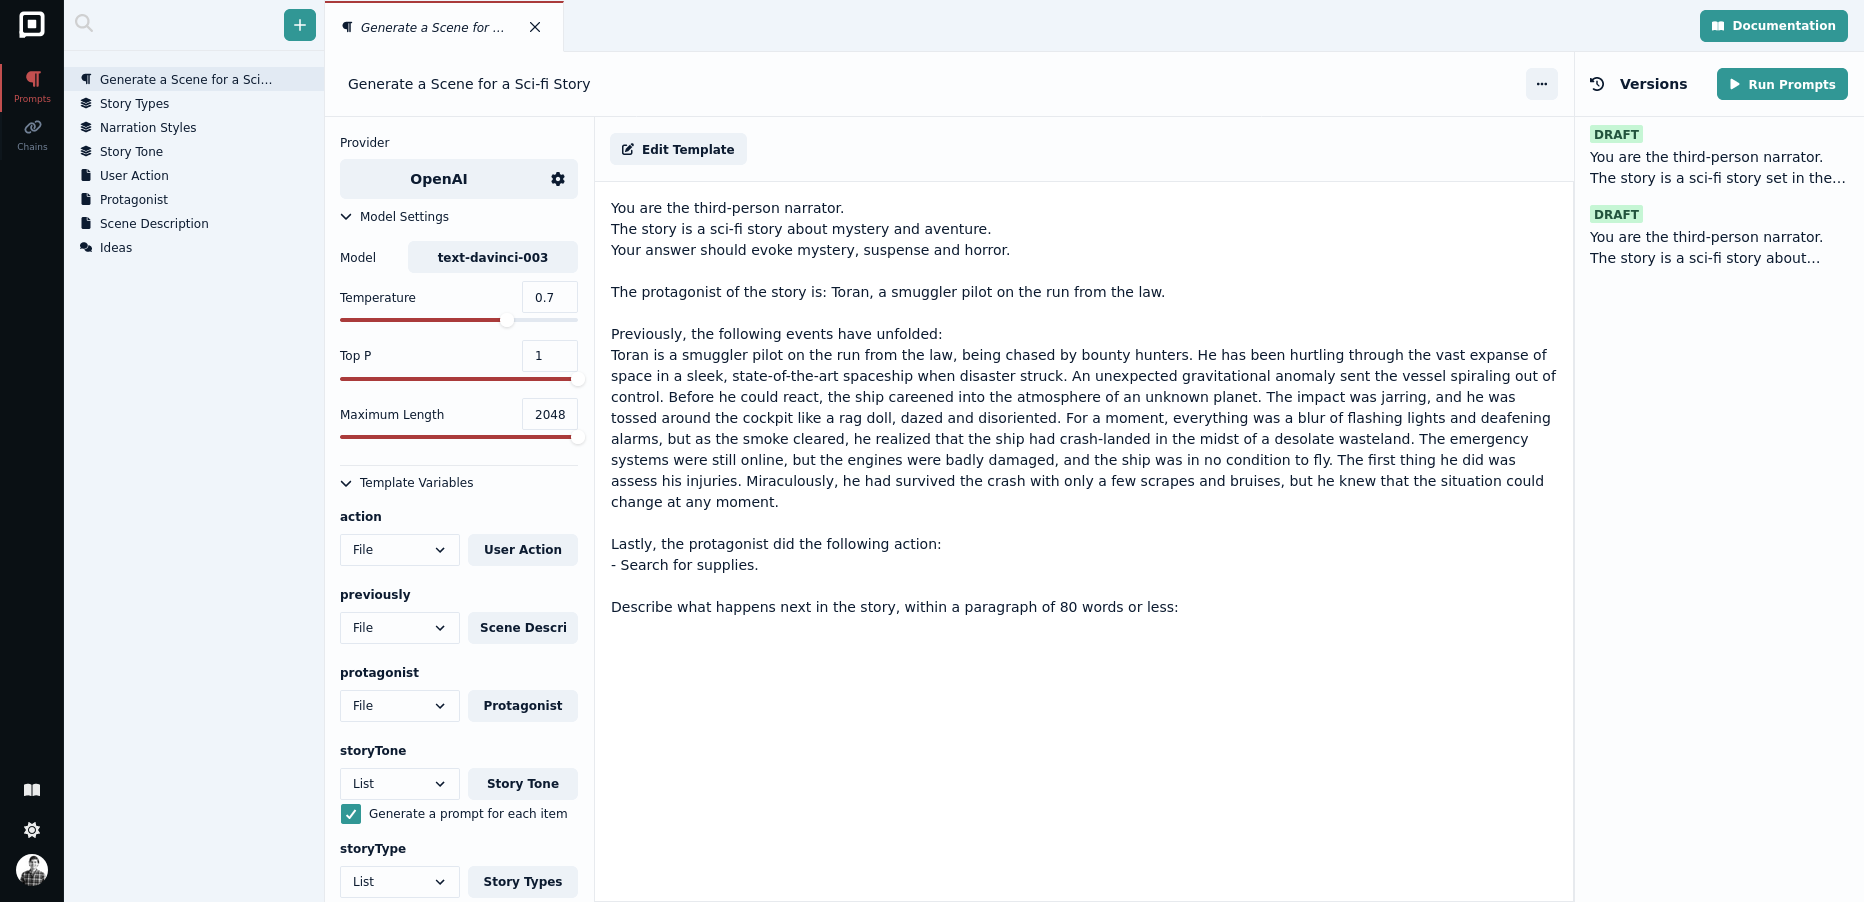 Generate a Scene for ...
Documentation
Prompts
Chains
Generate a Scene for a Sci...
Story Types
Narration Styles
Story Tone
User Action
Protagonist
Scene Description
Ideas
Generate a Scene for a Sci-fi Story
Provider
OpenAI
Model Settings
Model
text-davinci-003
Temperature
0.7
Top P
1
Maximum Length
2048
Template Variables
action
File
User Action
previously
File
Scene Descri
protagonist
File
Protagonist
storyTone
List
Story Tone
Generate a prompt for each item
storyType
List
Story Types
Edit Template
You are the third-person narrator.
The story is a sci-fi story about mystery and aventure.
Your answer should evoke mystery, suspense and horror.
The protagonist of the story is: Toran, a smuggler pilot on the run from the law.
Previously, the following events have unfolded:
Toran is a smuggler pilot on the run from the law, being chased by bounty hunters. He has been hurtling through the vast expanse of
space in a sleek, state-of-the-art spaceship when disaster struck. An unexpected gravitational anomaly sent the vessel spiraling out of
control. Before he could react, the ship careened into the atmosphere of an unknown planet. The impact was jarring, and he was
tossed around the cockpit like a rag doll, dazed and disoriented. For a moment, everything was a blur of flashing lights and deafening
alarms, but as the smoke cleared, he realized that the ship had crash-landed in the midst of a desolate wasteland. The emergency
systems were still online, but the engines were badly damaged, and the ship was in no condition to fly. The first thing he did was
assess his injuries. Miraculously, he had survived the crash with only a few scrapes and bruises, but he knew that the situation could
change at any moment.
Lastly, the protagonist did the following action:
- Search for supplies.
Describe what happens next in the story, within a paragraph of 80 words or less:
Versions
Run Prompts
DRAFT
You are the third-person narrator.
The story is a sci-fi story set in the...
DRAFT
You are the third-person narrator.
The story is a sci-fi story about...